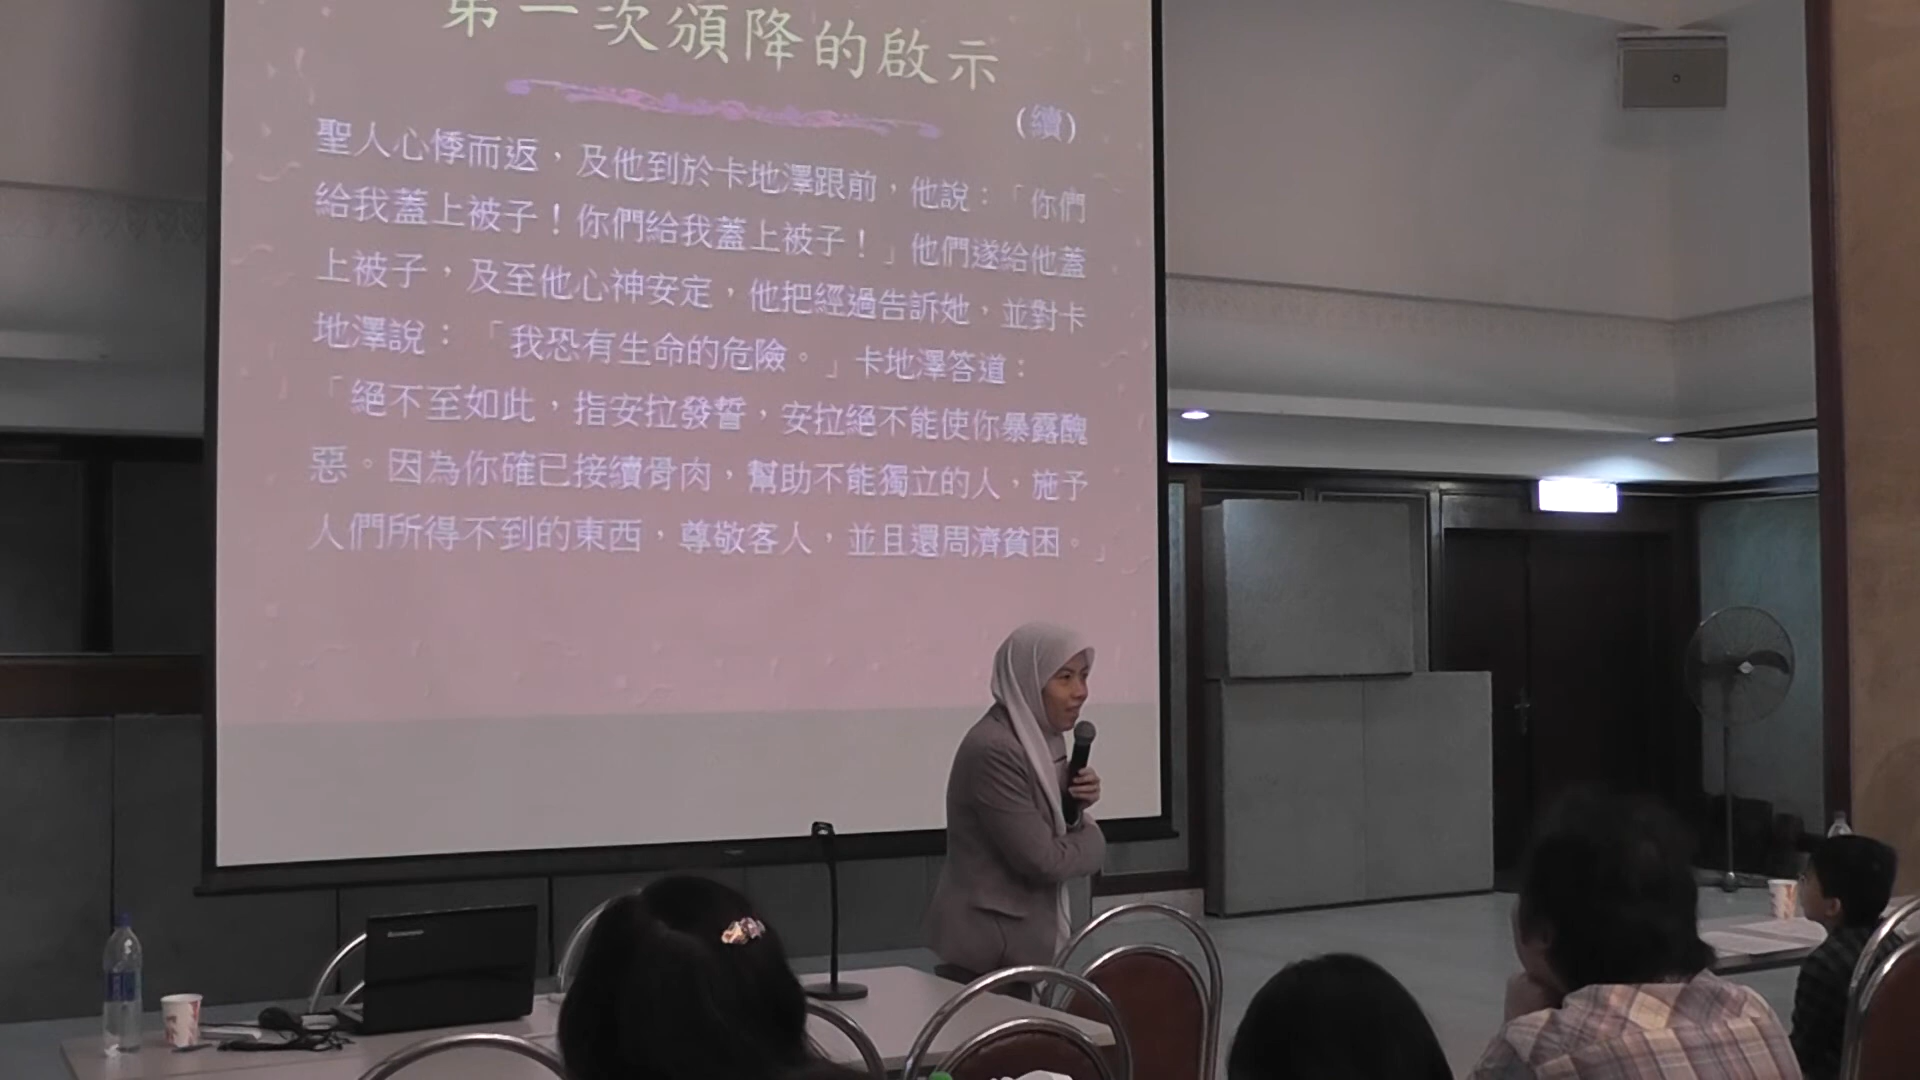 第一次頒降的啟示
(續)
聖人心悸而返，及他到於卡地澤跟前，他說：「你們
給我蓋上被子！你們給我蓋上被子！」他們遂給他蓋
上被子，及至他心神安定，他把經過告訴她，並對卡
地澤說：「我恐有生命的危險。」卡地澤答道：
「絕不至如此，指安拉發誓，安拉絕不能使你暴露醜
惡。因為你確已接續骨肉，幫助不能獨立的人，施予
人們所得不到的東西，尊敬客人，並且還周濟貧困。」